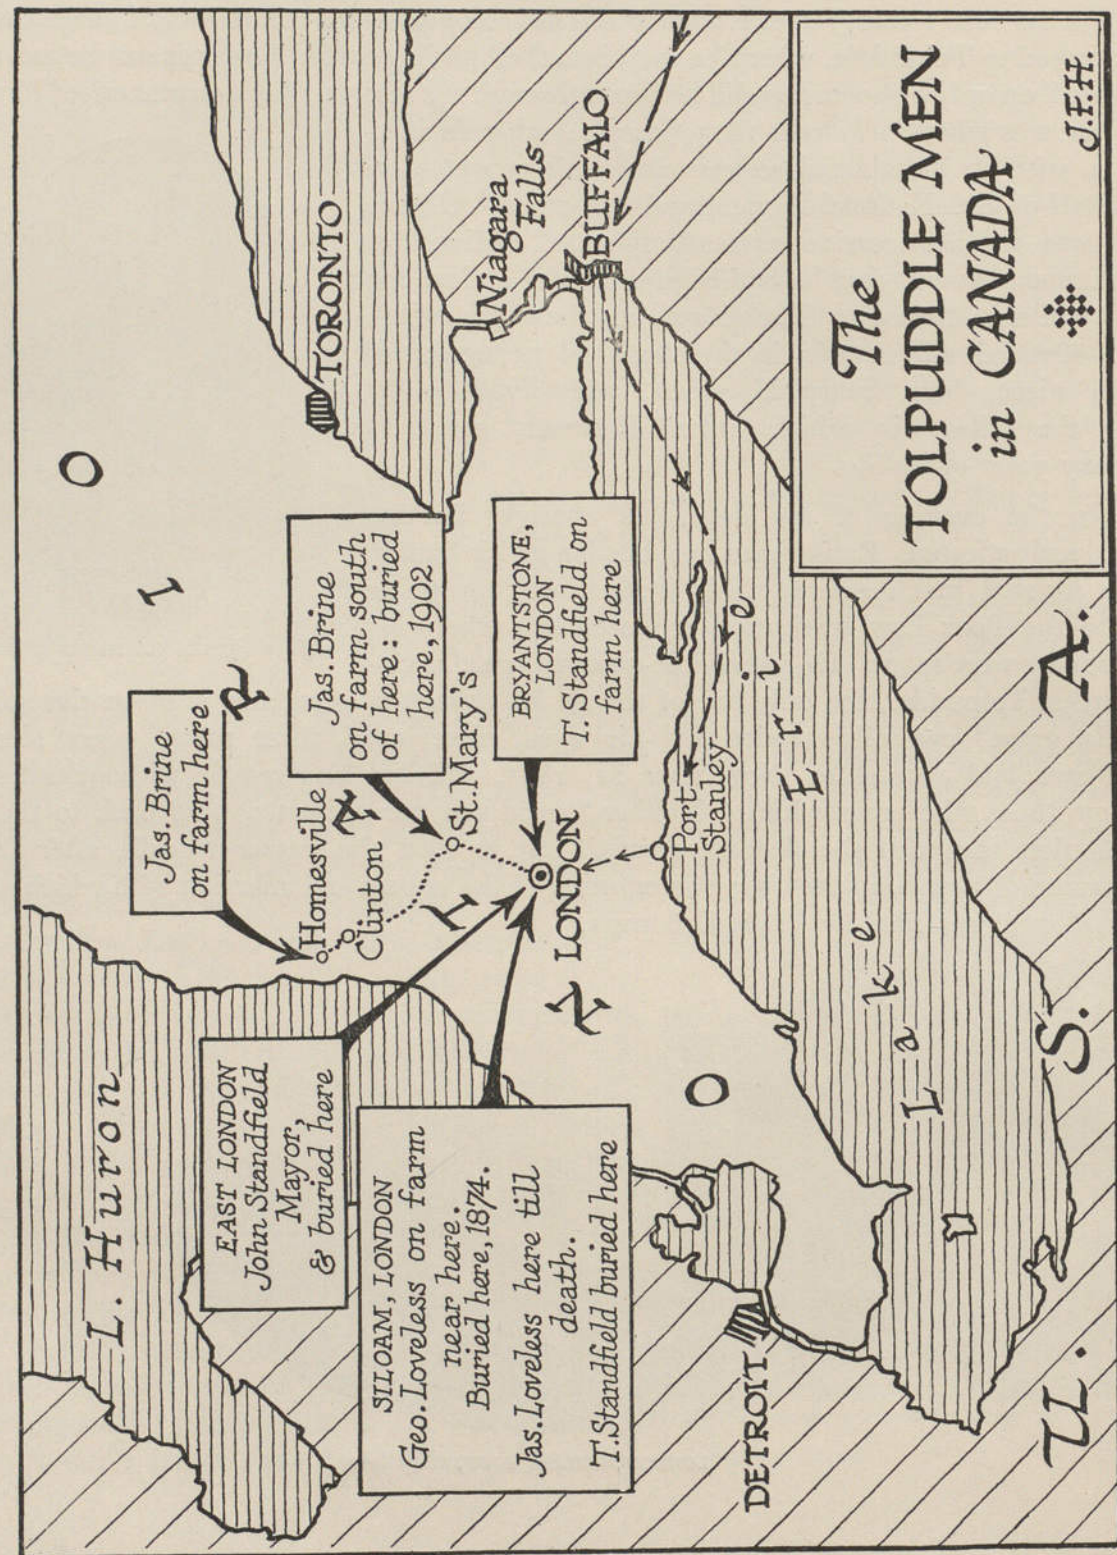 The
TOLPUDDLE MEN
in CANADA
J.F.H.
L. Huron
ONTARIO
Lake Erie
U. S. A.
TORONTO
Niagara
Falls
BUFFALO
DETROIT
LONDON
Port
Stanley
St. Mary's
Clinton
Homesville
Jas. Brine
on farm here
Jas. Brine
on farm south
of here: buried
here, 1902
BRYANTSTONE,
LONDON
T. Standfield on
farm here
EAST LONDON
John Standfield
Mayor,
& buried here
SILOAM, LONDON
Geo. Loveless on farm
near here.
Buried here, 1874.
Jas. Loveless here till
death.
T. Standfield buried here